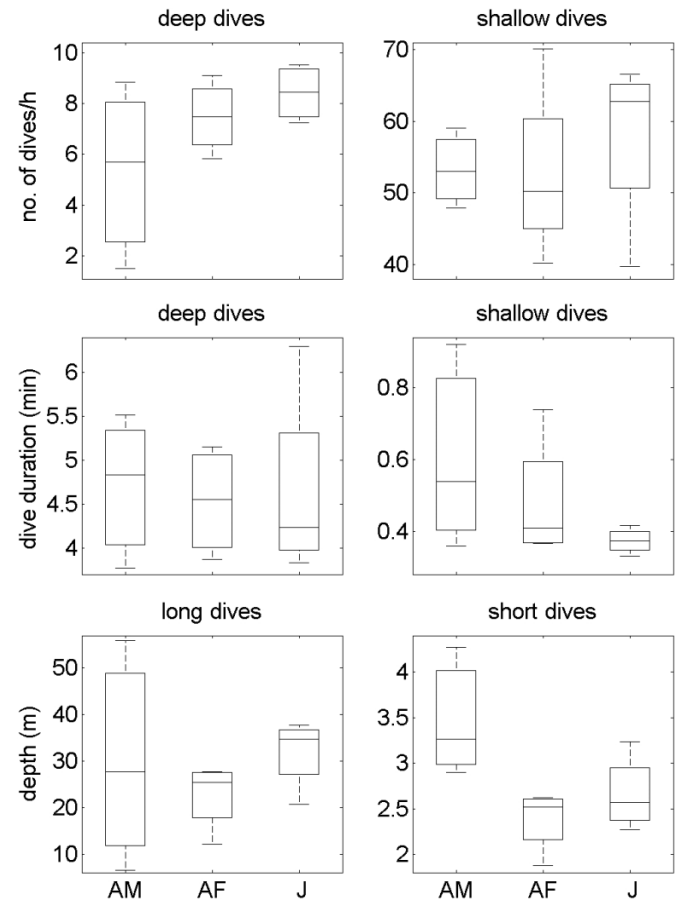 deep dives
shallow dives
no. of dives/h
10
8
6
4
2
70
60
50
40
deep dives
shallow dives
dive duration (min)
6
5.5
5
4.5
4
0.8
0.6
0.4
long dives
short dives
depth (m)
50
40
30
20
10
4
3.5
3
2.5
2
AM AF J
AM AF J